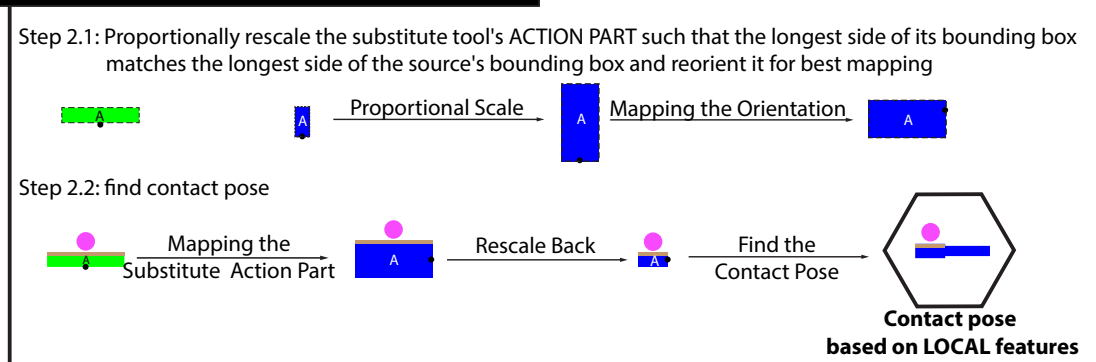 Step 2.1: Proportionally rescale the substitute tool's ACTION PART such that the longest side of its bounding box
matches the longest side of the source's bounding box and reorient it for best mapping
A
A
Proportional Scale
A
Mapping the Orientation
A
Step 2.2: find contact pose
A
Mapping the
Substitute Action Part
A
Rescale Back
A
Find the
Contact Pose
Contact pose
based on LOCAL features